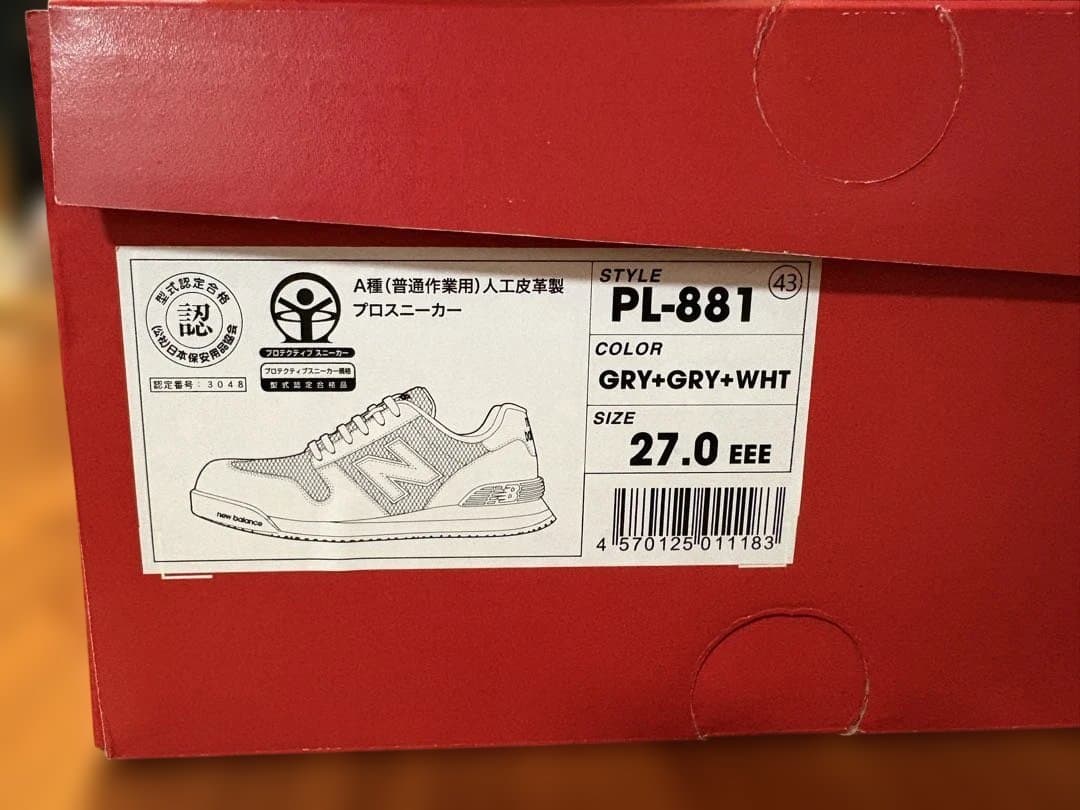 型式認定合格
認
(公社)日本保安用品協会
認定番号：3048
プロテクティブ スニーカー
プロテクティブスニーカー規格
型式認定合格品
A種(普通作業用)人工皮革製
プロスニーカー
new balance
N
NB
STYLE
43
PL-881
COLOR
GRY+GRY+WHT
SIZE
27.0 EEE
4 570125 011183